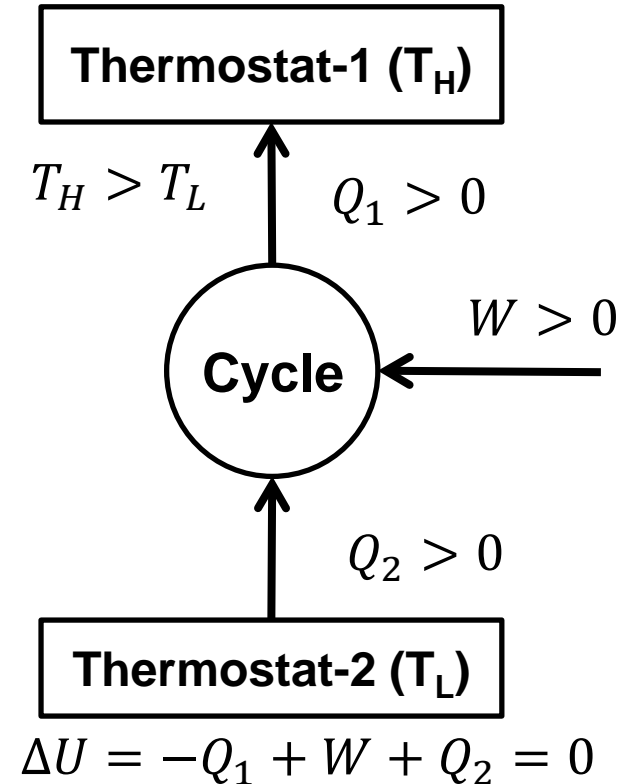 Thermostat-1 (T_H)
T_H > T_L
Q_1 > 0
W > 0
Cycle
Q_2 > 0
Thermostat-2 (T_L)
ΔU = −Q_1 + W + Q_2 = 0